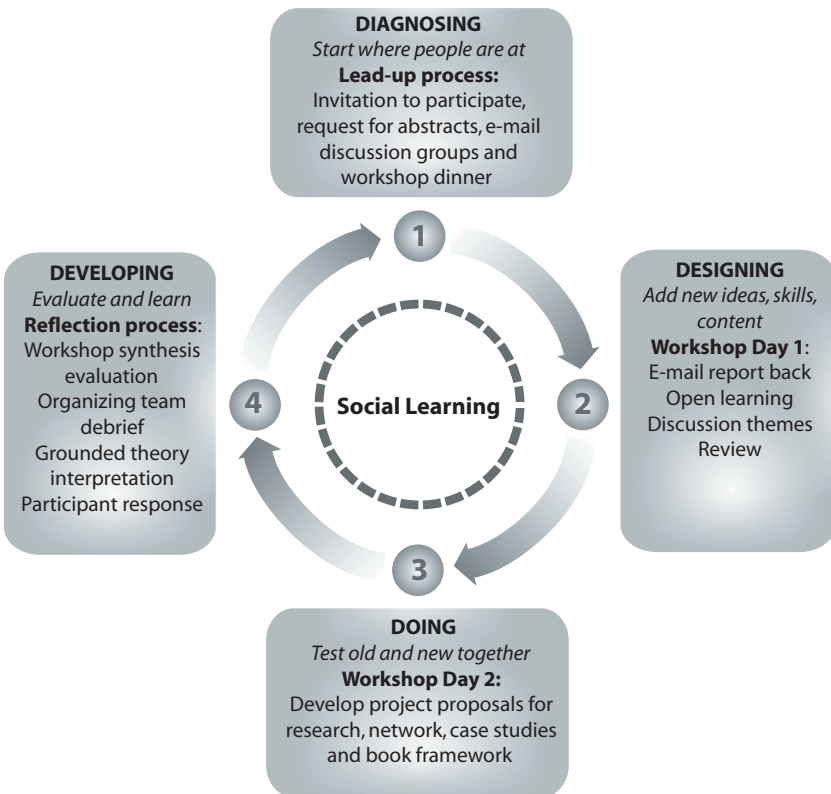 DIAGNOSING
Start where people are at
Lead-up process:
Invitation to participate,
request for abstracts, e-mail
discussion groups and
workshop dinner
1
DESIGNING
Add new ideas, skills,
content
Workshop Day 1:
E-mail report back
Open learning
Discussion themes
Review
2
DOING
Test old and new together
Workshop Day 2:
Develop project proposals for
research, network, case studies
and book framework
3
DEVELOPING
Evaluate and learn
Reflection process:
Workshop synthesis
evaluation
Organizing team
debrief
Grounded theory
interpretation
Participant response
4
Social Learning